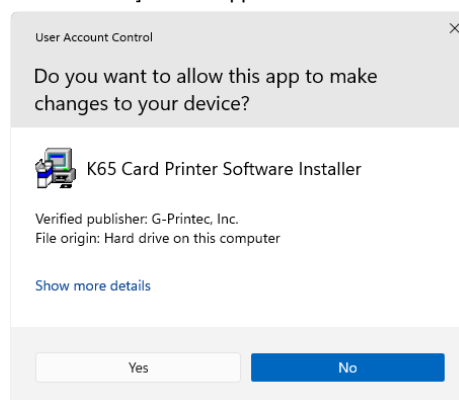 User Account Control
Do you want to allow this app to make
changes to your device?
K65 Card Printer Software Installer
Verified publisher: G-Printec, Inc.
File origin: Hard drive on this computer
Show more details
Yes
No